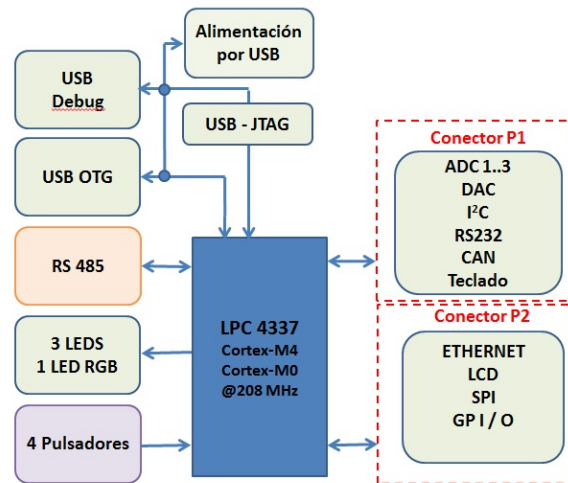 Alimentación
por USB
USB
Debug
USB - JTAG
USB OTG
RS 485
3 LEDS
1 LED RGB
4 Pulsadores
LPC 4337
Cortex-M4
Cortex-M0
@208 MHz
Conector P1
ADC 1..3
DAC
I²C
RS232
CAN
Teclado
Conector P2
ETHERNET
LCD
SPI
GP I / O